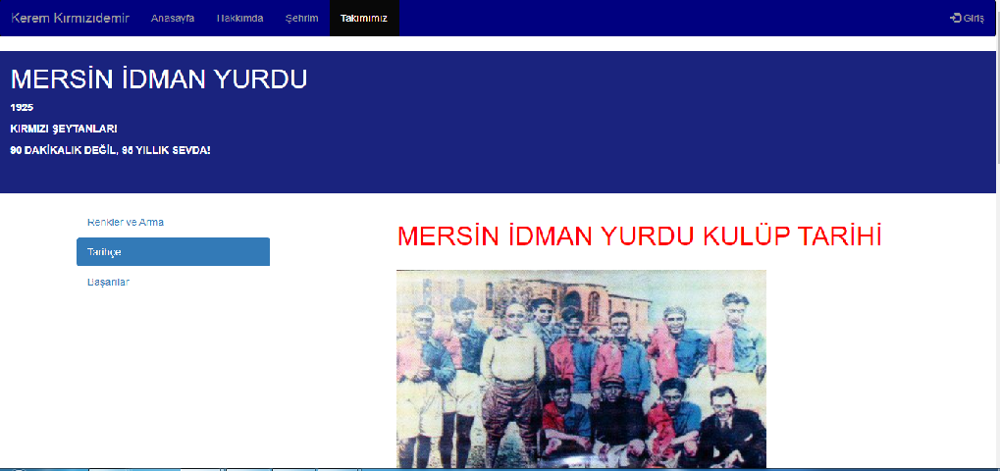 Kerem Kırmızıdemir Anasayfa Hakkımda Şehrim Takımımız Giriş
MERSİN İDMAN YURDU
1925
KIRMIZI ŞEYTANLAR!
90 DAKİKALIK DEĞİL, 95 YILLIK SEVDA!
Renkler ve Arma
MERSİN İDMAN YURDU KULÜP TARİHİ
Tarihçe
Başarılar